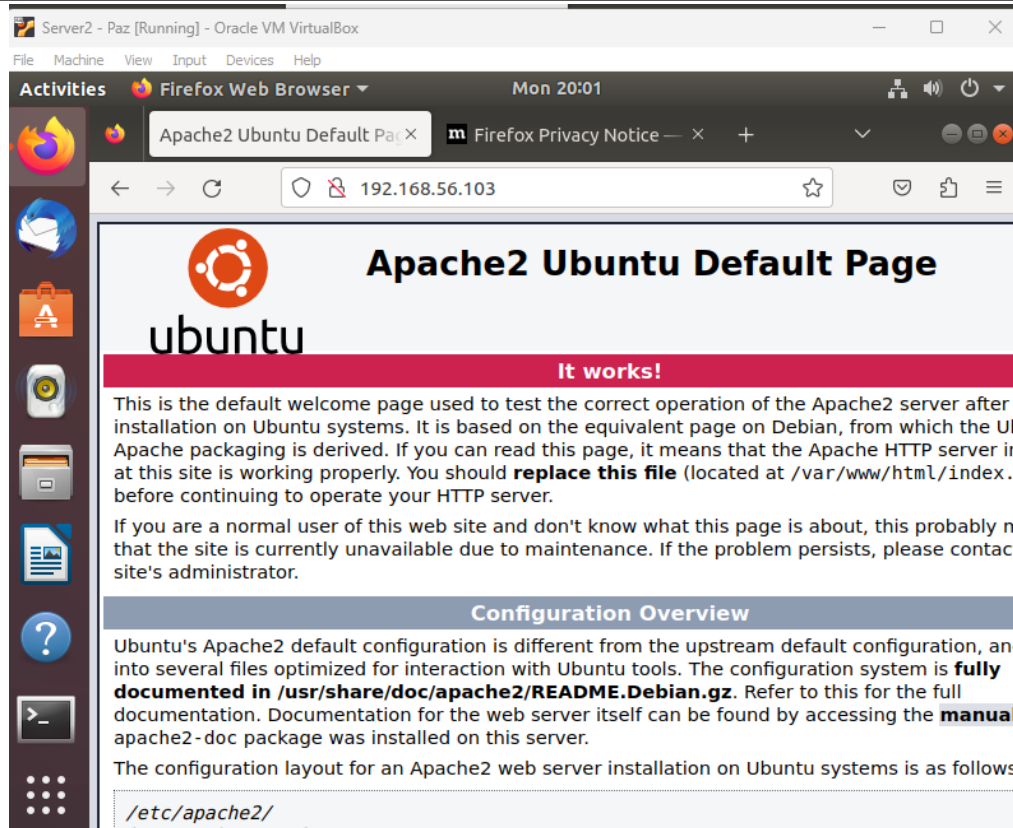 Server2 - Paz [Running] - Oracle VM VirtualBox
File Machine View Input Devices Help
Activities Firefox Web Browser Mon 20:01
Apache2 Ubuntu Default Pag m Firefox Privacy Notice —
192.168.56.103
ubuntu
Apache2 Ubuntu Default Page
It works!
This is the default welcome page used to test the correct operation of the Apache2 server after
installation on Ubuntu systems. It is based on the equivalent page on Debian, from which the
Apache packaging is derived. If you can read this page, it means that the Apache HTTP server
at this site is working properly. You should replace this file (located at /var/www/html/index.
before continuing to operate your HTTP server.
If you are a normal user of this web site and don't know what this page is about, this probably
that the site is currently unavailable due to maintenance. If the problem persists, please contac
site's administrator.
Configuration Overview
Ubuntu's Apache2 default configuration is different from the upstream default configuration, an
into several files optimized for interaction with Ubuntu tools. The configuration system is fully
documented in /usr/share/doc/apache2/README.Debian.gz. Refer to this for the full
documentation. Documentation for the web server itself can be found by accessing the manual
apache2-doc package was installed on this server.
The configuration layout for an Apache2 web server installation on Ubuntu systems is as follows
/etc/apache2/